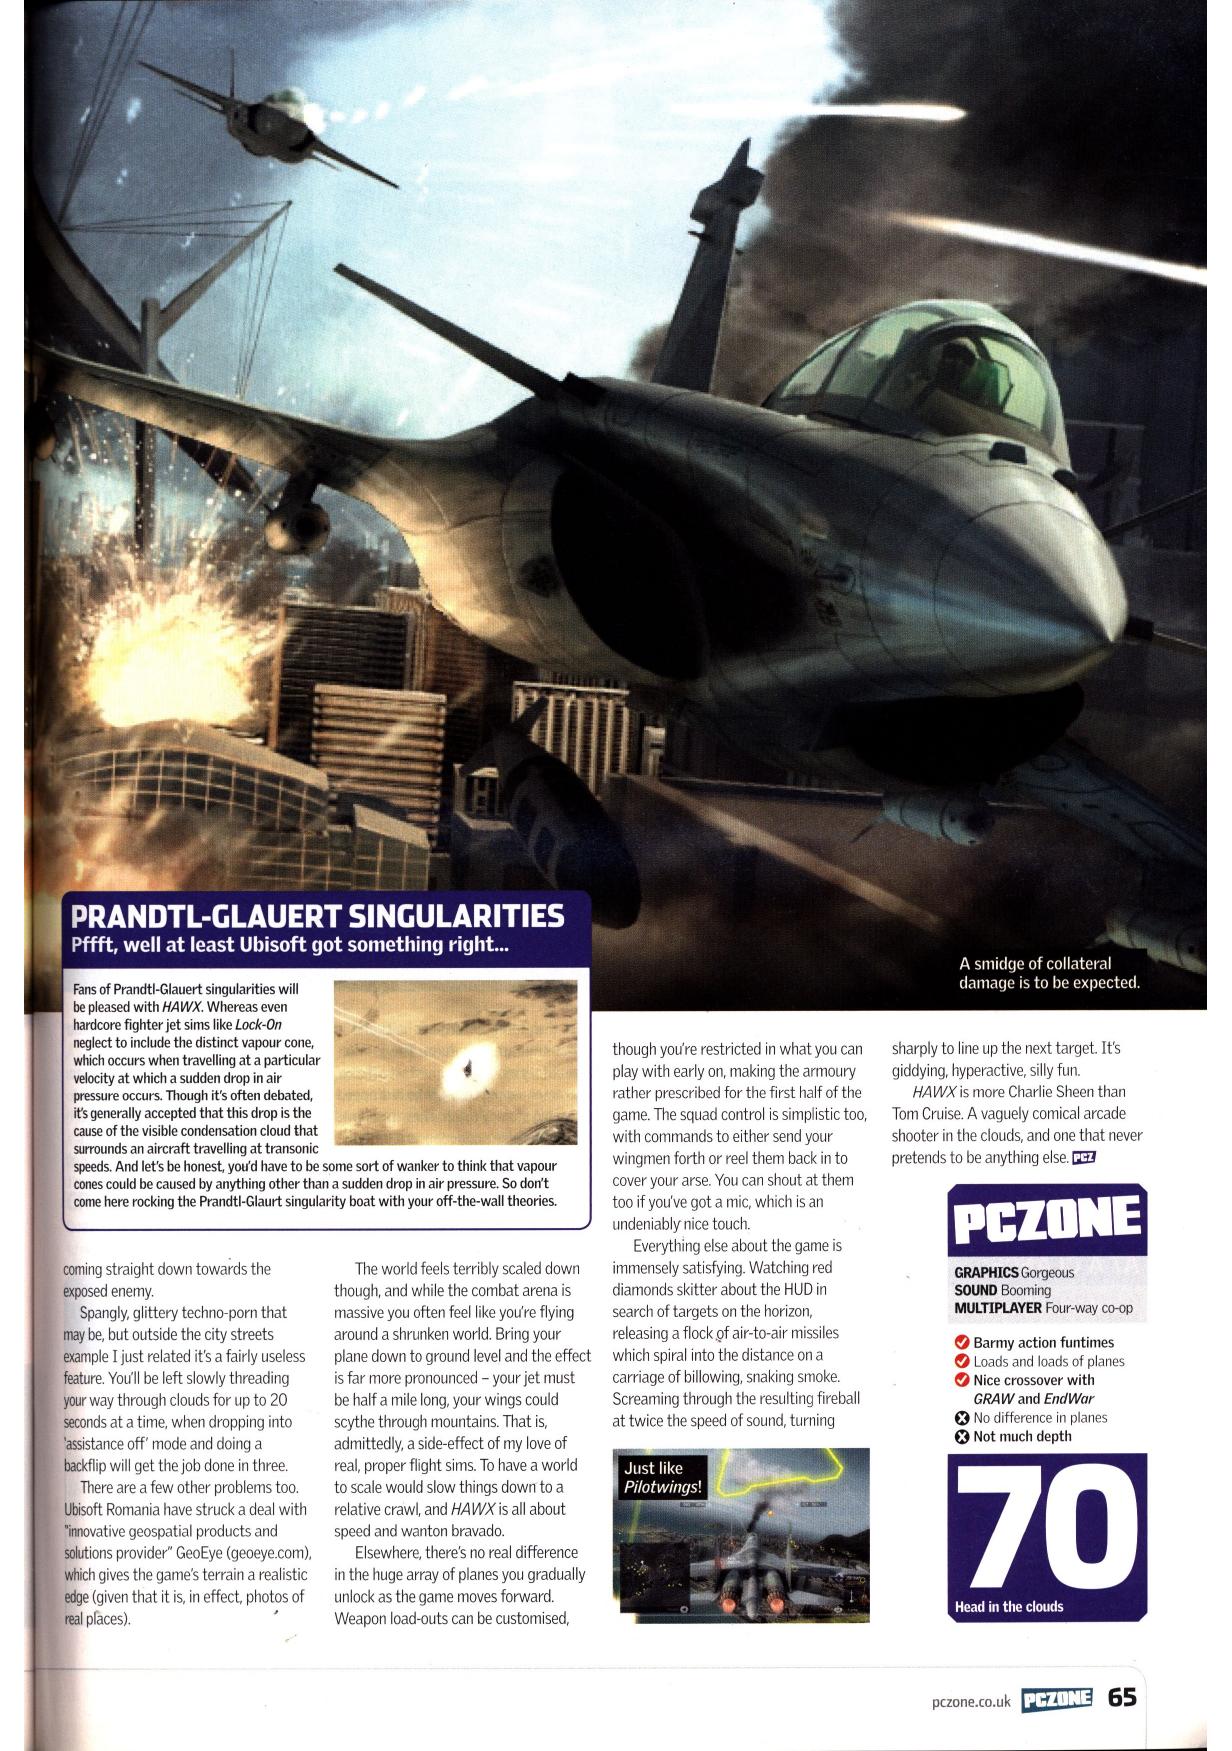 A smidge of collateral
damage is to be expected.
PRANDTL-GLAUERT SINGULARITIES
Pffft, well at least Ubisoft got something right...
Fans of Prandtl-Glauert singularities will
be pleased with HAWX. Whereas even
hardcore fighter jet sims like Lock-On
neglect to include the distinct vapour cone,
which occurs when travelling at a particular
velocity at which a sudden drop in air
pressure occurs. Though it's often debated,
it's generally accepted that this drop is the
cause of the visible condensation cloud that
surrounds an aircraft travelling at transonic
speeds. And let's be honest, you'd have to be some sort of wanker to think that vapour
cones could be caused by anything other than a sudden drop in air pressure. So don't
come here rocking the Prandtl-Glaurt singularity boat with your off-the-wall theories.
coming straight down towards the
exposed enemy.
Spangly, glittery techno-porn that
may be, but outside the city streets
example I just related it's a fairly useless
feature. You'll be left slowly threading
your way through clouds for up to 20
seconds at a time, when dropping into
'assistance off' mode and doing a
backflip will get the job done in three.
There are a few other problems too.
Ubisoft Romania have struck a deal with
"innovative geospatial products and
solutions provider" GeoEye (geoeye.com),
which gives the game's terrain a realistic
edge (given that it is, in effect, photos of
real places).
The world feels terribly scaled down
though, and while the combat arena is
massive you often feel like you're flying
around a shrunken world. Bring your
plane down to ground level and the effect
is far more pronounced – your jet must
be half a mile long, your wings could
scythe through mountains. That is,
admittedly, a side-effect of my love of
real, proper flight sims. To have a world
to scale would slow things down to a
relative crawl, and HAWX is all about
speed and wanton bravado.
Elsewhere, there's no real difference
in the huge array of planes you gradually
unlock as the game moves forward.
Weapon load-outs can be customised,
though you're restricted in what you can
play with early on, making the armoury
rather prescribed for the first half of the
game. The squad control is simplistic too,
with commands to either send your
wingmen forth or reel them back in to
cover your arse. You can shout at them
too if you've got a mic, which is an
undeniably nice touch.
Everything else about the game is
immensely satisfying. Watching red
diamonds skitter about the HUD in
search of targets on the horizon,
releasing a flock of air-to-air missiles
which spiral into the distance on a
carriage of billowing, snaking smoke.
Screaming through the resulting fireball
at twice the speed of sound, turning
Just like
Pilotwings!
sharply to line up the next target. It's
giddying, hyperactive, silly fun.
HAWX is more Charlie Sheen than
Tom Cruise. A vaguely comical arcade
shooter in the clouds, and one that never
pretends to be anything else. PCZ
PCZONE
GRAPHICS Gorgeous
SOUND Booming
MULTIPLAYER Four-way co-op
Barmy action funtimes
Loads and loads of planes
Nice crossover with
GRAW and EndWar
No difference in planes
Not much depth
70
Head in the clouds
pczone.co.uk PCZONE 65